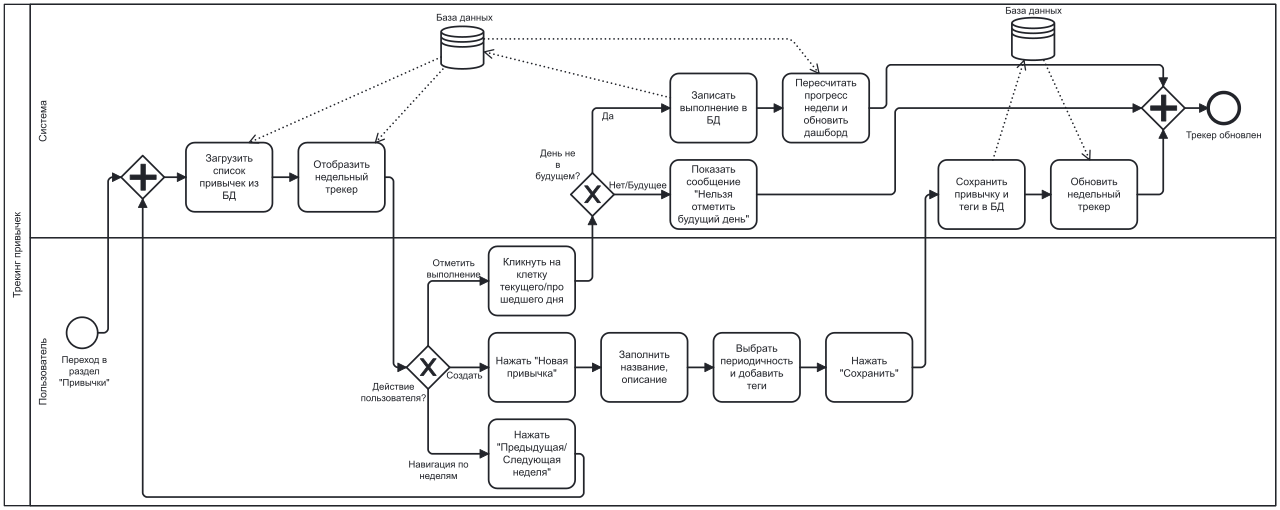 Трекинг привычек
Система
Пользователь
База данных
База данных
Загрузить
список
привычек из
БД
Отобразить
недельный
трекер
День не
в
будущем?
Да
Нет/Будущее
Записать
выполнение в
БД
Пересчитать
прогресс
недели и
обновить
дашборд
Показать
сообщение
"Нельзя
отметить
будущий день"
Сохранить
привычку и
теги в БД
Обновить
недельный
трекер
Трекер обновлен
Переход в
раздел
"Привычки"
Действие
пользователя?
Отметить
выполнение
Кликнуть на
клетку
текущего/про
шедшего дня
Создать
Нажать "Новая
привычка"
Заполнить
название,
описание
Выбрать
периодичность
и добавить
теги
Нажать
"Сохранить"
Навигация по
неделям
Нажать
"Предыдущая/
Следующая
неделя"